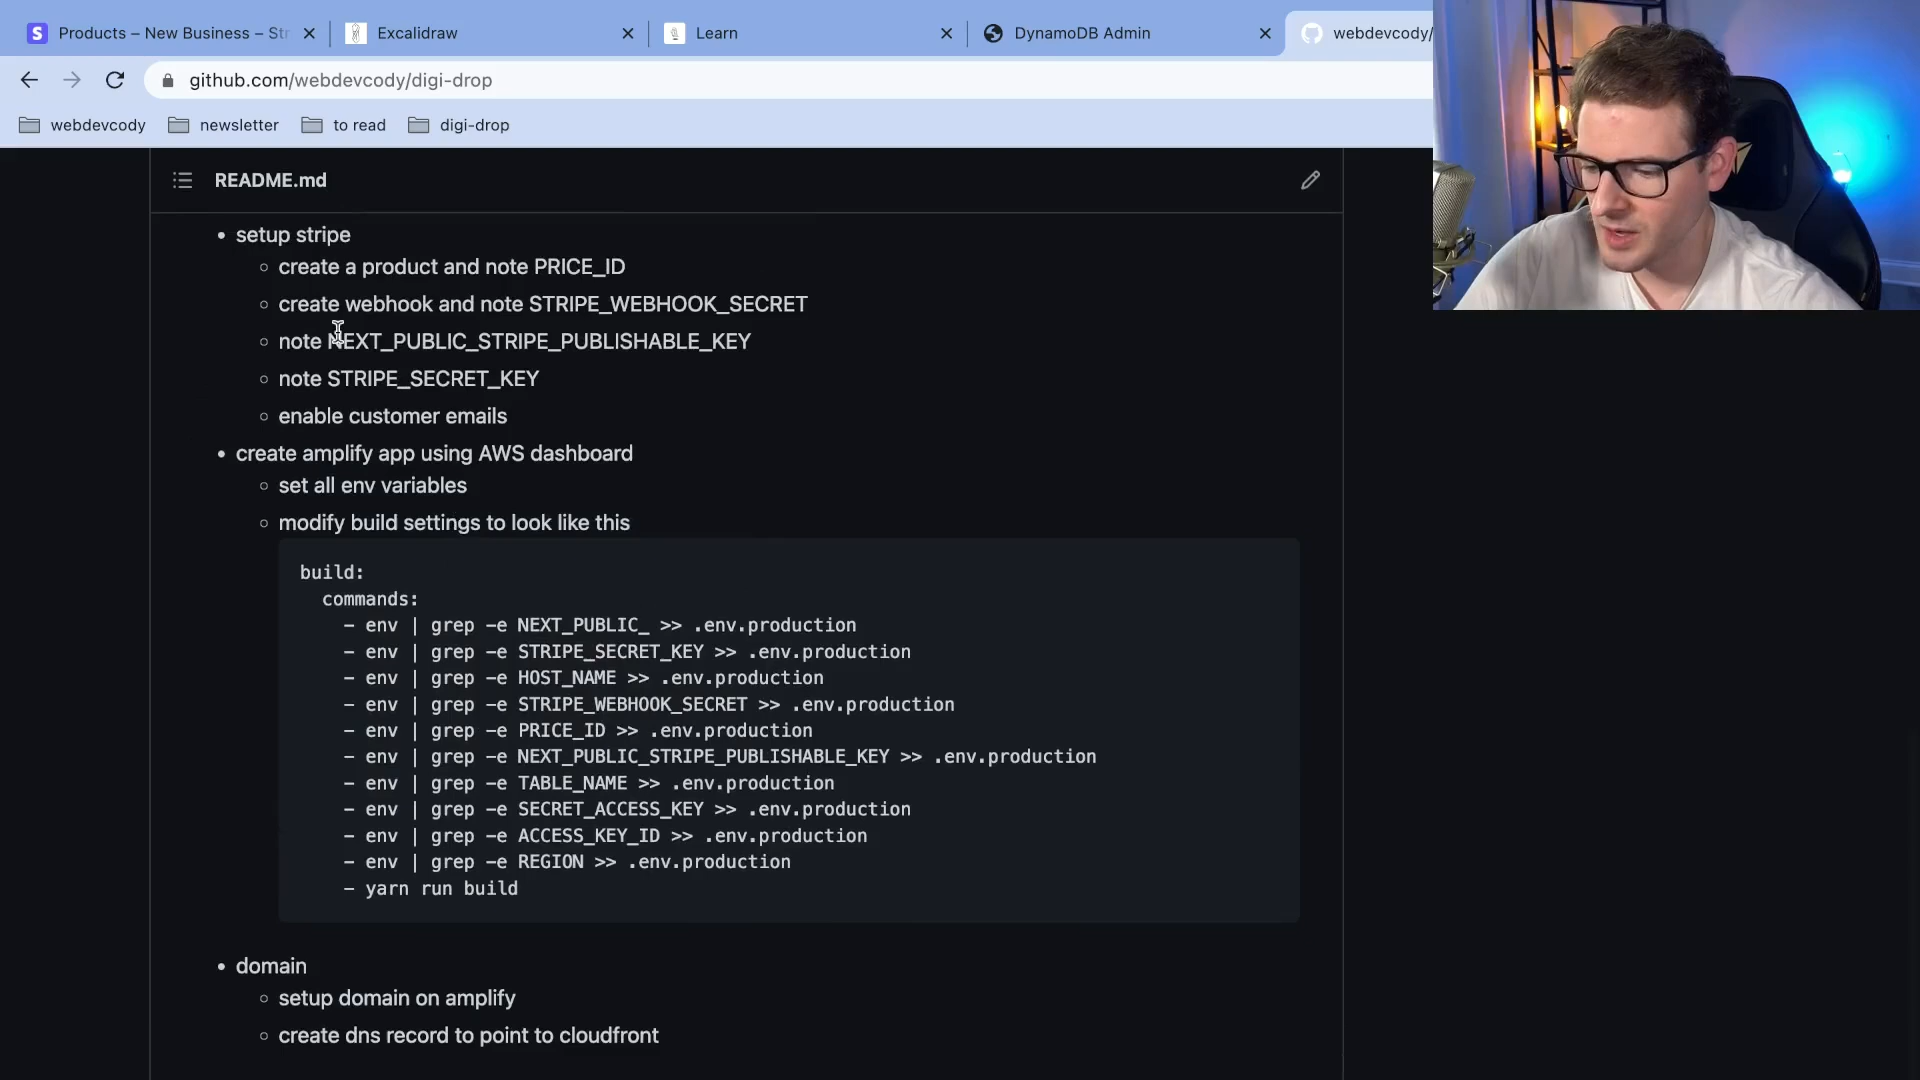 Products – New Business – Str
Excalidraw
Learn
DynamoDB Admin
webdevcody/
github.com/webdevcody/digi-drop
webdevcody
newsletter
to read
digi-drop
README.md
• setup stripe
◦ create a product and note PRICE_ID
◦ create webhook and note STRIPE_WEBHOOK_SECRET
◦ note NEXT_PUBLIC_STRIPE_PUBLISHABLE_KEY
◦ note STRIPE_SECRET_KEY
◦ enable customer emails
• create amplify app using AWS dashboard
◦ set all env variables
◦ modify build settings to look like this
build:
commands:
- env | grep -e NEXT_PUBLIC_ >> .env.production
- env | grep -e STRIPE_SECRET_KEY >> .env.production
- env | grep -e HOST_NAME >> .env.production
- env | grep -e STRIPE_WEBHOOK_SECRET >> .env.production
- env | grep -e PRICE_ID >> .env.production
- env | grep -e NEXT_PUBLIC_STRIPE_PUBLISHABLE_KEY >> .env.production
- env | grep -e TABLE_NAME >> .env.production
- env | grep -e SECRET_ACCESS_KEY >> .env.production
- env | grep -e ACCESS_KEY_ID >> .env.production
- env | grep -e REGION >> .env.production
- yarn run build
• domain
◦ setup domain on amplify
◦ create dns record to point to cloudfront